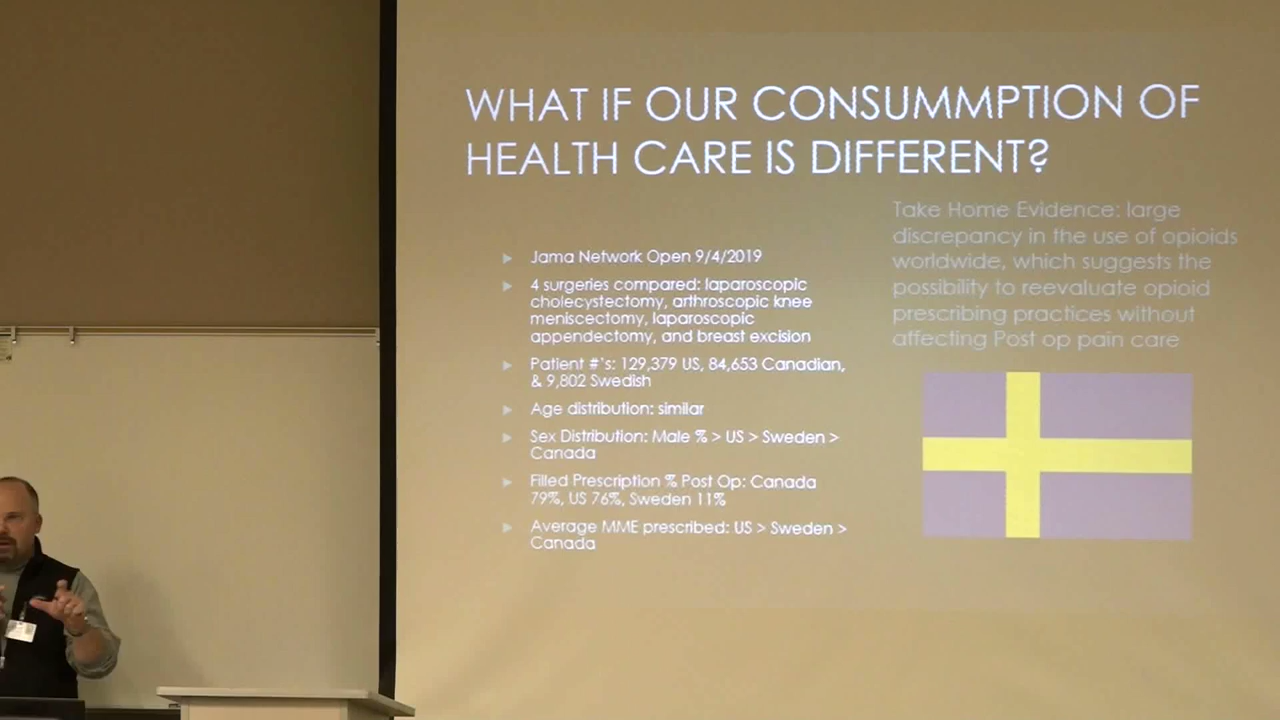 WHAT IF OUR CONSUMMPTION OF
HEALTH CARE IS DIFFERENT?
Jama Network Open 9/4/2019
4 surgeries compared: laparoscopic
cholecystectomy, arthroscopic knee
meniscectomy, laparoscopic
appendectomy, and breast excision
Patient #'s: 129,379 US, 84,653 Canadian,
& 9,802 Swedish
Age distribution: similar
Sex Distribution: Male % > US > Sweden >
Canada
Filled Prescription % Post Op: Canada
79%, US 76%, Sweden 11%
Average MME prescribed: US > Sweden >
Canada
Take Home Evidence: large
discrepancy in the use of opioids
worldwide, which suggests the
possibility to reevaluate opioid
prescribing practices without
affecting Post op pain care